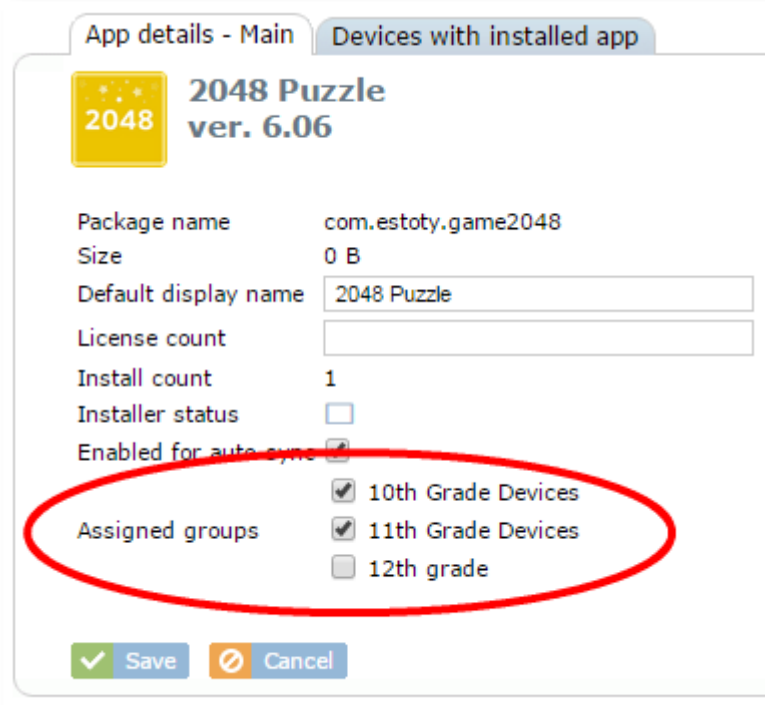 App details - Main
Devices with installed app
2048
2048 Puzzle
ver. 6.06
Package name com.estoty.game2048
Size 0 B
Default display name 2048 Puzzle
License count
Install count 1
Installer status
Enabled for auto sync
10th Grade Devices
Assigned groups 11th Grade Devices
12th grade
Save Cancel